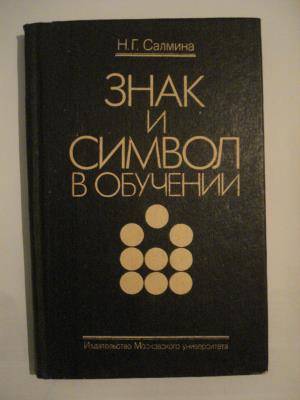 Н.Г. Салмина
ЗНАК
И
СИМВОЛ
В ОБУЧЕНИИ
Издательство Московского университета